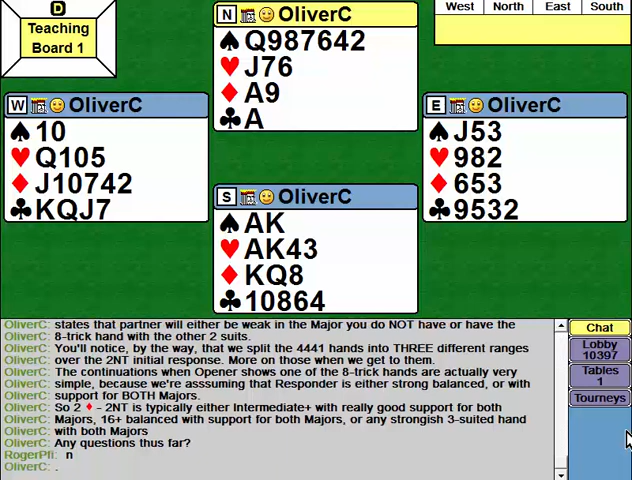 D
Teaching
Board 1
N OliverC
♠Q987642
♥J76
♦A9
♣A
West North East South
W OliverC
♠10
♥Q105
♦J10742
♣KQJ7
E OliverC
♠J53
♥982
♦653
♣9532
S OliverC
♠AK
♥AK43
♦KQ8
♣10864
OliverC: states that partner will either be weak in the Major you do NOT have or have the
OliverC: 8-trick hand with the other 2 suits.
OliverC: You'll notice, by the way, that we split the 4441 hands into THREE different ranges
OliverC: over the 2NT initial response. More on those when we get to them.
OliverC: The continuations when Opener shows one of the 8-trick hands are actually very
OliverC: simple, because we're asssuming that Responder is either strong balanced, or with
OliverC: support for BOTH Majors.
OliverC: So 2 ♦ - 2NT is typically either Intermediate+ with really good support for both
OliverC: Majors, 16+ balanced with support for both Majors, or any strongish 3-suited hand
OliverC: with both Majors
OliverC: Any questions thus far?
RogerPfi: n
OliverC: .
Chat
Lobby
10397
Tables
1
Tourneys